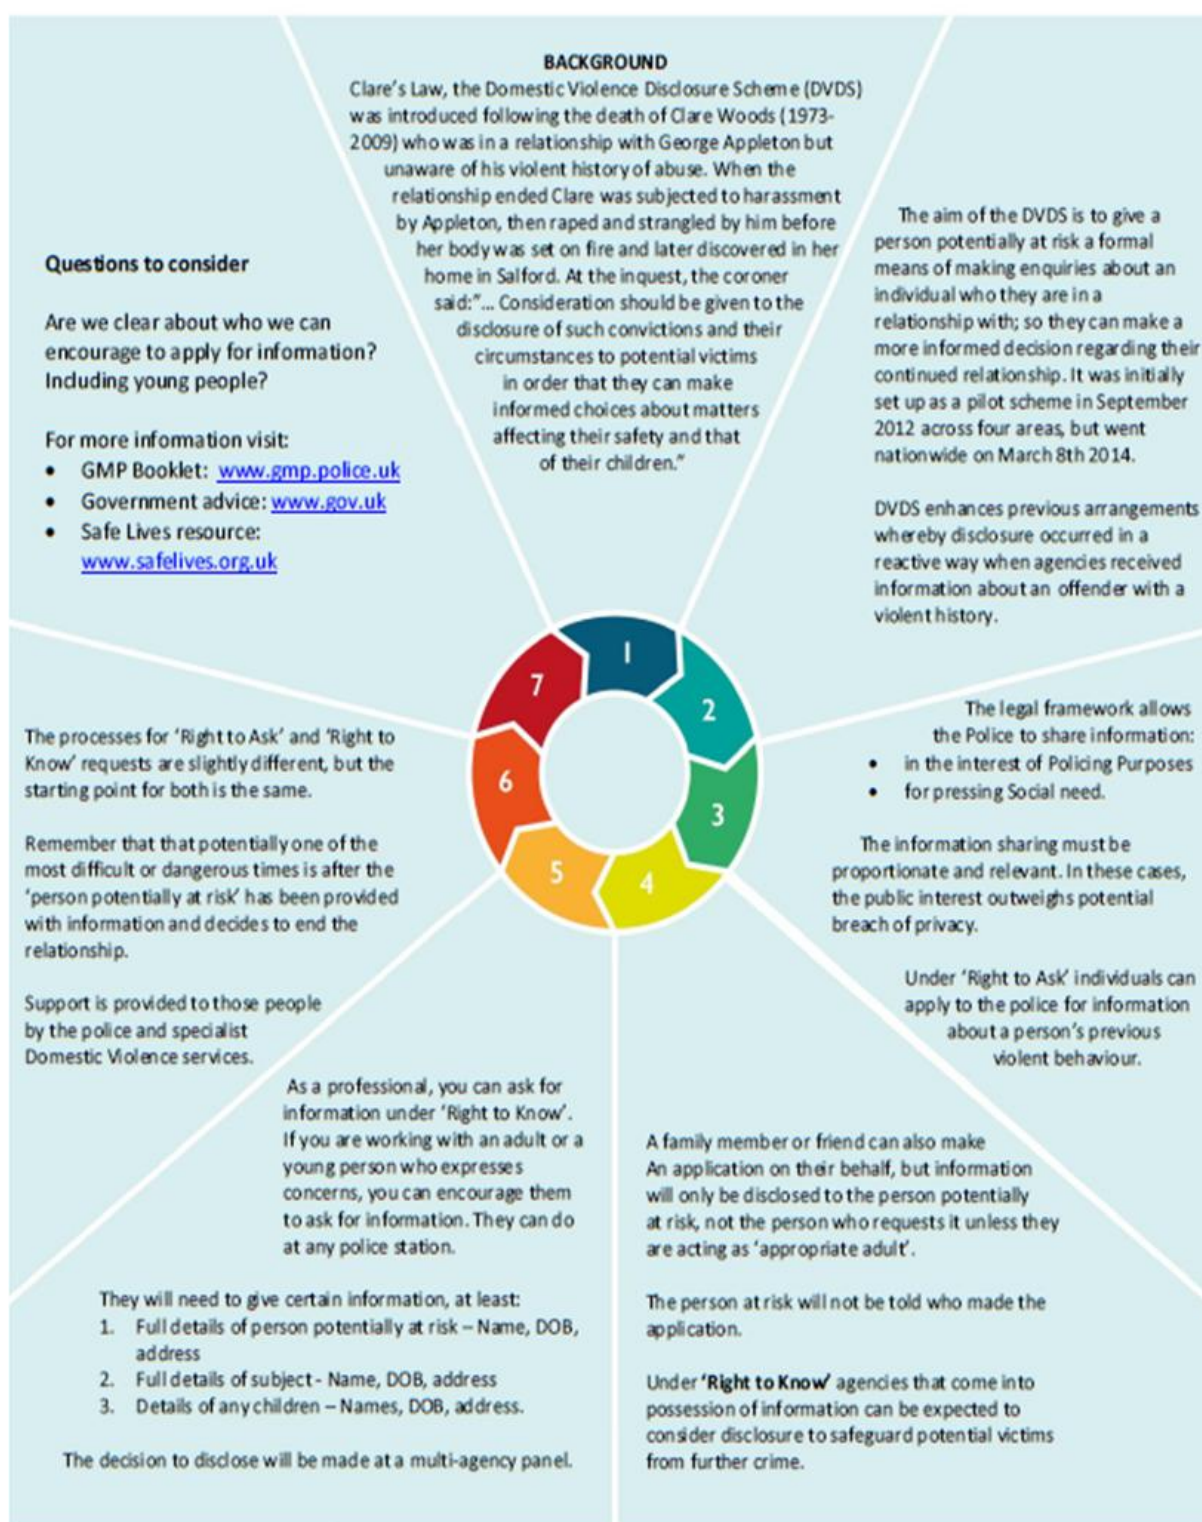 BACKGROUND
Clare's Law, the Domestic Violence Disclosure Scheme (DVDS)
was introduced following the death of Clare Woods (1973-
2009) who was in a relationship with George Appleton but
unaware of his violent history of abuse. When the
relationship ended Clare was subjected to harassment
by Appleton, then raped and strangled by him before
her body was set on fire and later discovered in her
home in Salford. At the inquest, the coroner
said:"... Consideration should be given to the
disclosure of such convictions and their
circumstances to potential victims
in order that they can make
informed choices about matters
affecting their safety and that
of their children."
1
The aim of the DVDS is to give a
person potentially at risk a formal
means of making enquiries about an
individual who they are in a
relationship with; so they can make a
more informed decision regarding their
continued relationship. It was initially
set up as a pilot scheme in September
2012 across four areas, but went
nationwide on March 8th 2014.
DVDS enhances previous arrangements
whereby disclosure occurred in a
reactive way when agencies received
information about an offender with a
violent history.
2
The legal framework allows
the Police to share information:
• in the interest of Policing Purposes
• for pressing Social need.
The information sharing must be
proportionate and relevant. In these cases,
the public interest outweighs potential
breach of privacy.
Under 'Right to Ask' individuals can
apply to the police for information
about a person's previous
violent behaviour.
3
A family member or friend can also make
An application on their behalf, but information
will only be disclosed to the person potentially
at risk, not the person who requests it unless they
are acting as 'appropriate adult'.
The person at risk will not be told who made the
application.
Under 'Right to Know' agencies that come into
possession of information can be expected to
consider disclosure to safeguard potential victims
from further crime.
4
As a professional, you can ask for
information under 'Right to Know'.
If you are working with an adult or a
young person who expresses
concerns, you can encourage them
to ask for information. They can do
at any police station.
They will need to give certain information, at least:
1. Full details of person potentially at risk – Name, DOB,
address
2. Full details of subject - Name, DOB, address
3. Details of any children – Names, DOB, address.
The decision to disclose will be made at a multi-agency panel.
5
The processes for 'Right to Ask' and 'Right to
Know' requests are slightly different, but the
starting point for both is the same.
Remember that that potentially one of the
most difficult or dangerous times is after the
'person potentially at risk' has been provided
with information and decides to end the
relationship.
Support is provided to those people
by the police and specialist
Domestic Violence services.
6
Questions to consider
Are we clear about who we can
encourage to apply for information?
Including young people?
For more information visit:
• GMP Booklet: www.gmp.police.uk
• Government advice: www.gov.uk
• Safe Lives resource:
www.safelives.org.uk
7